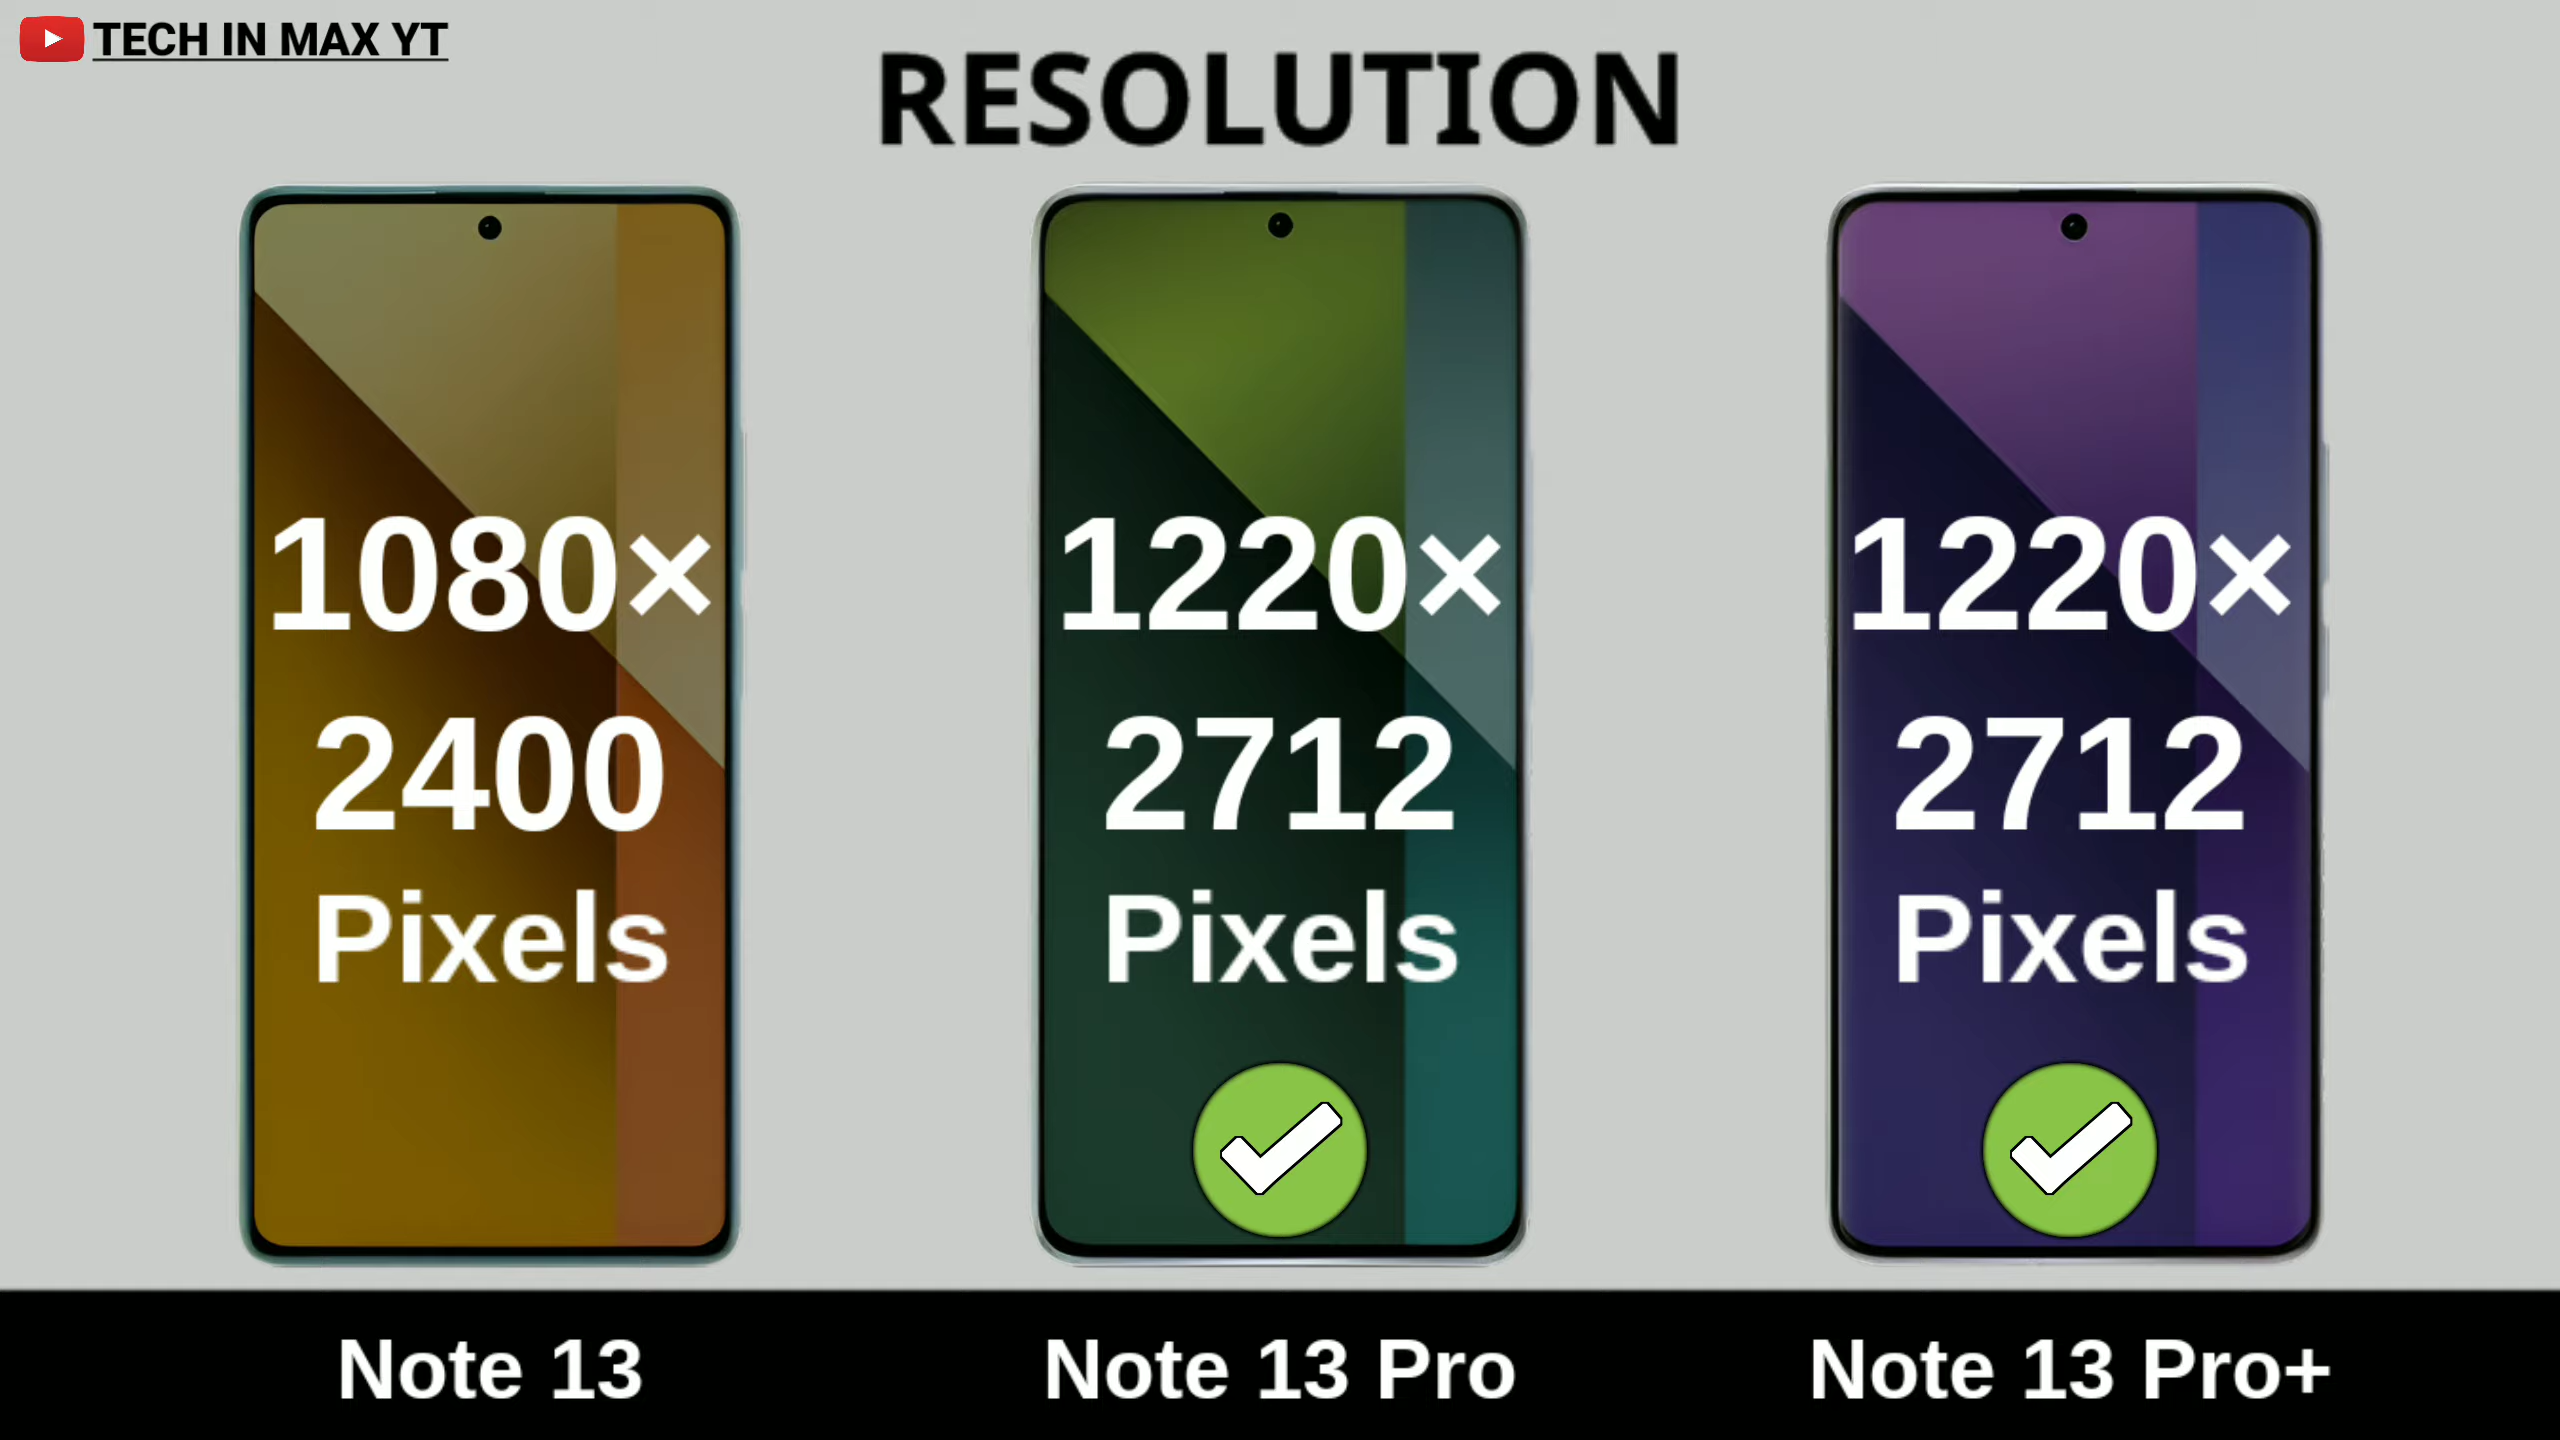 TECH IN MAX YT
RESOLUTION
1080×
2400
Pixels
1220×
2712
Pixels
1220×
2712
Pixels
Note 13
Note 13 Pro
Note 13 Pro+